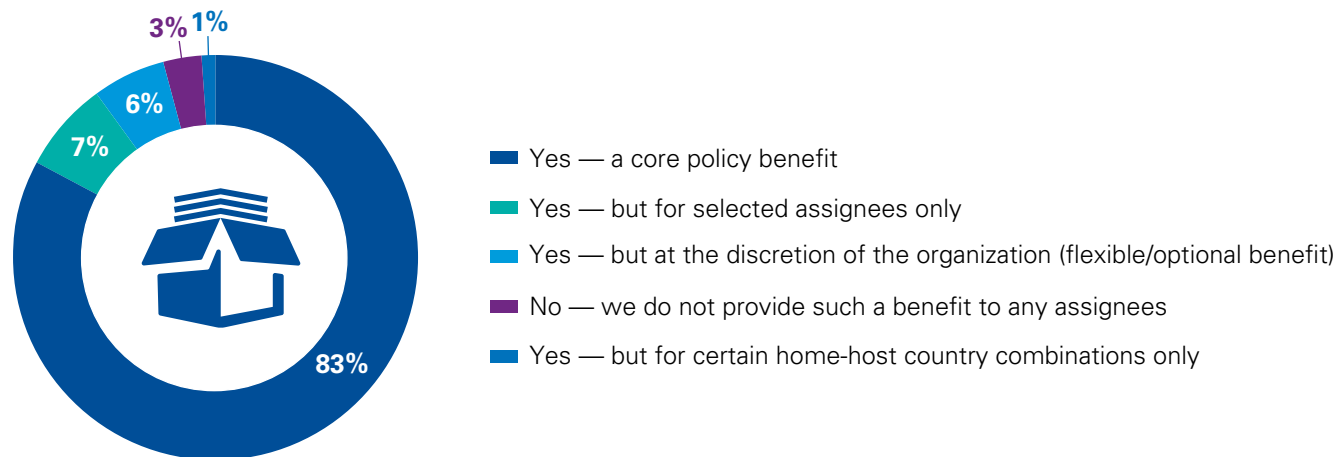 3% 1%
6%
7%
83%
Yes — a core policy benefit
Yes — but for selected assignees only
Yes — but at the discretion of the organization (flexible/optional benefit)
No — we do not provide such a benefit to any assignees
Yes — but for certain home-host country combinations only